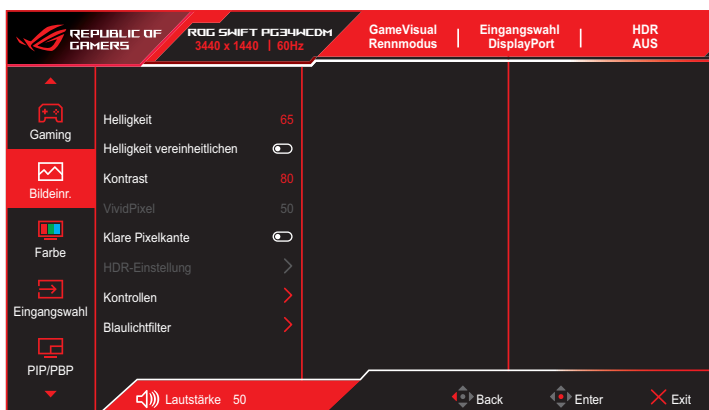 REPUBLIC OF
GAMERS
ROG SWIFT PG34WCDM
3440 x 1440 | 60Hz
GameVisual
Rennmodus
Eingangswahl
DisplayPort
HDR
AUS
Gaming
Bildeinr.
Farbe
Eingangswahl
PIP/PBP
Helligkeit 65
Helligkeit vereinheitlichen
Kontrast 80
VividPixel 50
Klare Pixelkante
HDR-Einstellung
Kontrollen
Blaulichtfilter
Lautstärke 50
Back
Enter
Exit